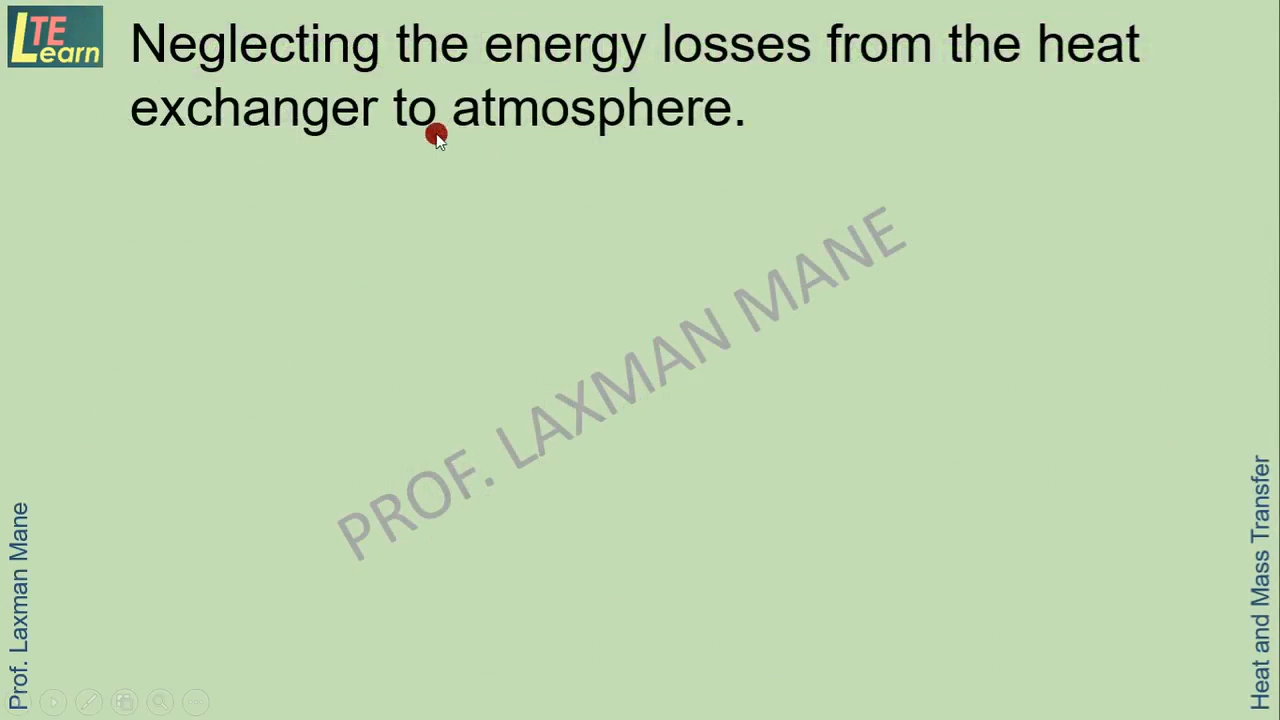 LTE
Learn
Neglecting the energy losses from the heat
exchanger to atmosphere.
PROF. LAXMAN MANE
Prof. Laxman Mane
Heat and Mass Transfer